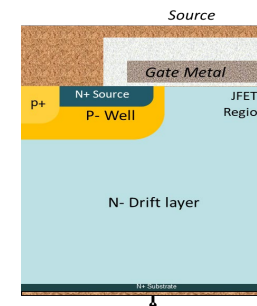 Source
Gate Metal
N+ Source
P+
P- Well
JFET
Regio
N- Drift layer
N+ Substrate